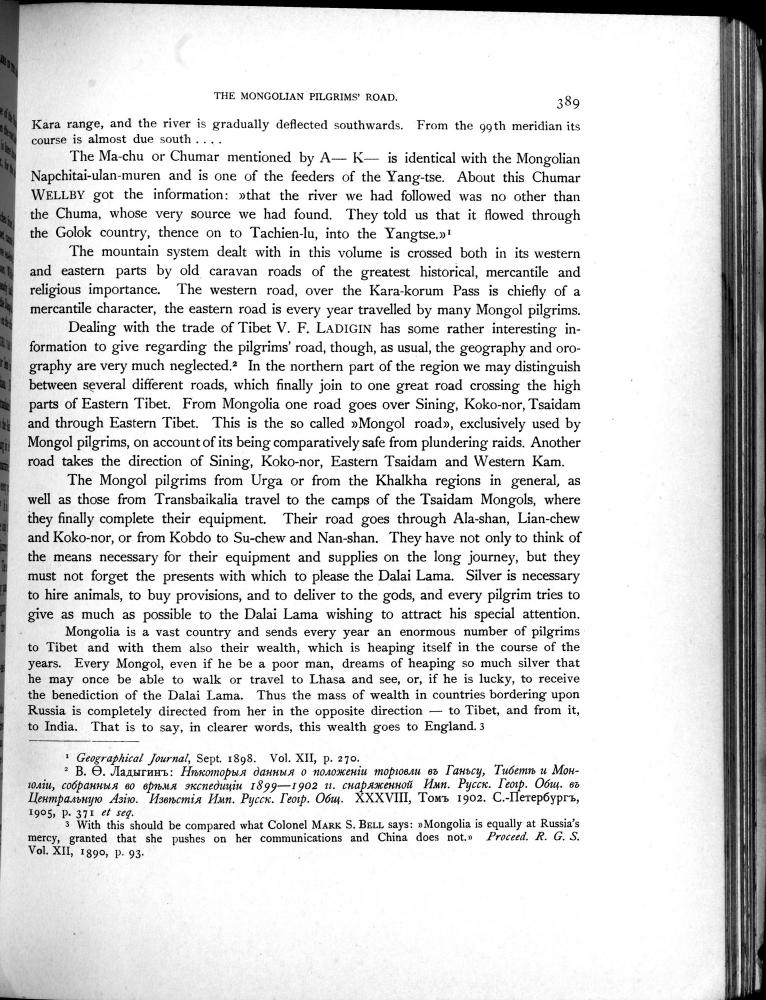 THE MONGOLIAN PILGRIMS' ROAD. 389
Kara range, and the river is gradually deflected southwards. From the 99th meridian its
course is almost due south . . . .
The Ma-chu or Chumar mentioned by A— K— is identical with the Mongolian
Napchitai-ulan-muren and is one of the feeders of the Yang-tse. About this Chumar
WELLBY got the information: »that the river we had followed was no other than
the Chuma, whose very source we had found. They told us that it flowed through
the Golok country, thence on to Tachien-lu, into the Yangtse.»¹
The mountain system dealt with in this volume is crossed both in its western
and eastern parts by old caravan roads of the greatest historical, mercantile and
religious importance. The western road, over the Kara-korum Pass is chiefly of a
mercantile character, the eastern road is every year travelled by many Mongol pilgrims.
Dealing with the trade of Tibet V. F. LADIGIN has some rather interesting in-
formation to give regarding the pilgrims' road, though, as usual, the geography and oro-
graphy are very much neglected.² In the northern part of the region we may distinguish
between several different roads, which finally join to one great road crossing the high
parts of Eastern Tibet. From Mongolia one road goes over Sining, Koko-nor, Tsaidam
and through Eastern Tibet. This is the so called »Mongol road», exclusively used by
Mongol pilgrims, on account of its being comparatively safe from plundering raids. Another
road takes the direction of Sining, Koko-nor, Eastern Tsaidam and Western Kam.
The Mongol pilgrims from Urga or from the Khalkha regions in general, as
well as those from Transbaikalia travel to the camps of the Tsaidam Mongols, where
they finally complete their equipment. Their road goes through Ala-shan, Lian-chew
and Koko-nor, or from Kobdo to Su-chew and Nan-shan. They have not only to think of
the means necessary for their equipment and supplies on the long journey, but they
must not forget the presents with which to please the Dalai Lama. Silver is necessary
to hire animals, to buy provisions, and to deliver to the gods, and every pilgrim tries to
give as much as possible to the Dalai Lama wishing to attract his special attention.
Mongolia is a vast country and sends every year an enormous number of pilgrims
to Tibet and with them also their wealth, which is heaping itself in the course of the
years. Every Mongol, even if he be a poor man, dreams of heaping so much silver that
he may once be able to walk or travel to Lhasa and see, or, if he is lucky, to receive
the benediction of the Dalai Lama. Thus the mass of wealth in countries bordering upon
Russia is completely directed from her in the opposite direction — to Tibet, and from it,
to India. That is to say, in clearer words, this wealth goes to England. 3
¹ Geographical Journal, Sept. 1898. Vol. XII, p. 270.
² В. Ѳ. Ладыгинъ: Нѣкоторыя данныя о положеніи торговли въ Ганьсу, Тибетѣ и Мон-
голіи, собранныя во врѣмя экспедиціи 1899—1902 гг. снаряженной Имп. Русск. Геогр. Общ. въ
Центральную Азію. Извѣстія Имп. Русск. Геогр. Общ. XXXVIII, Томъ 1902. С.-Петербургъ,
1905, p. 371 et seq.
3 With this should be compared what Colonel MARK S. BELL says: »Mongolia is equally at Russia's
mercy, granted that she pushes on her communications and China does not.» Proceed. R. G. S.
Vol. XII, 1890, p. 93.